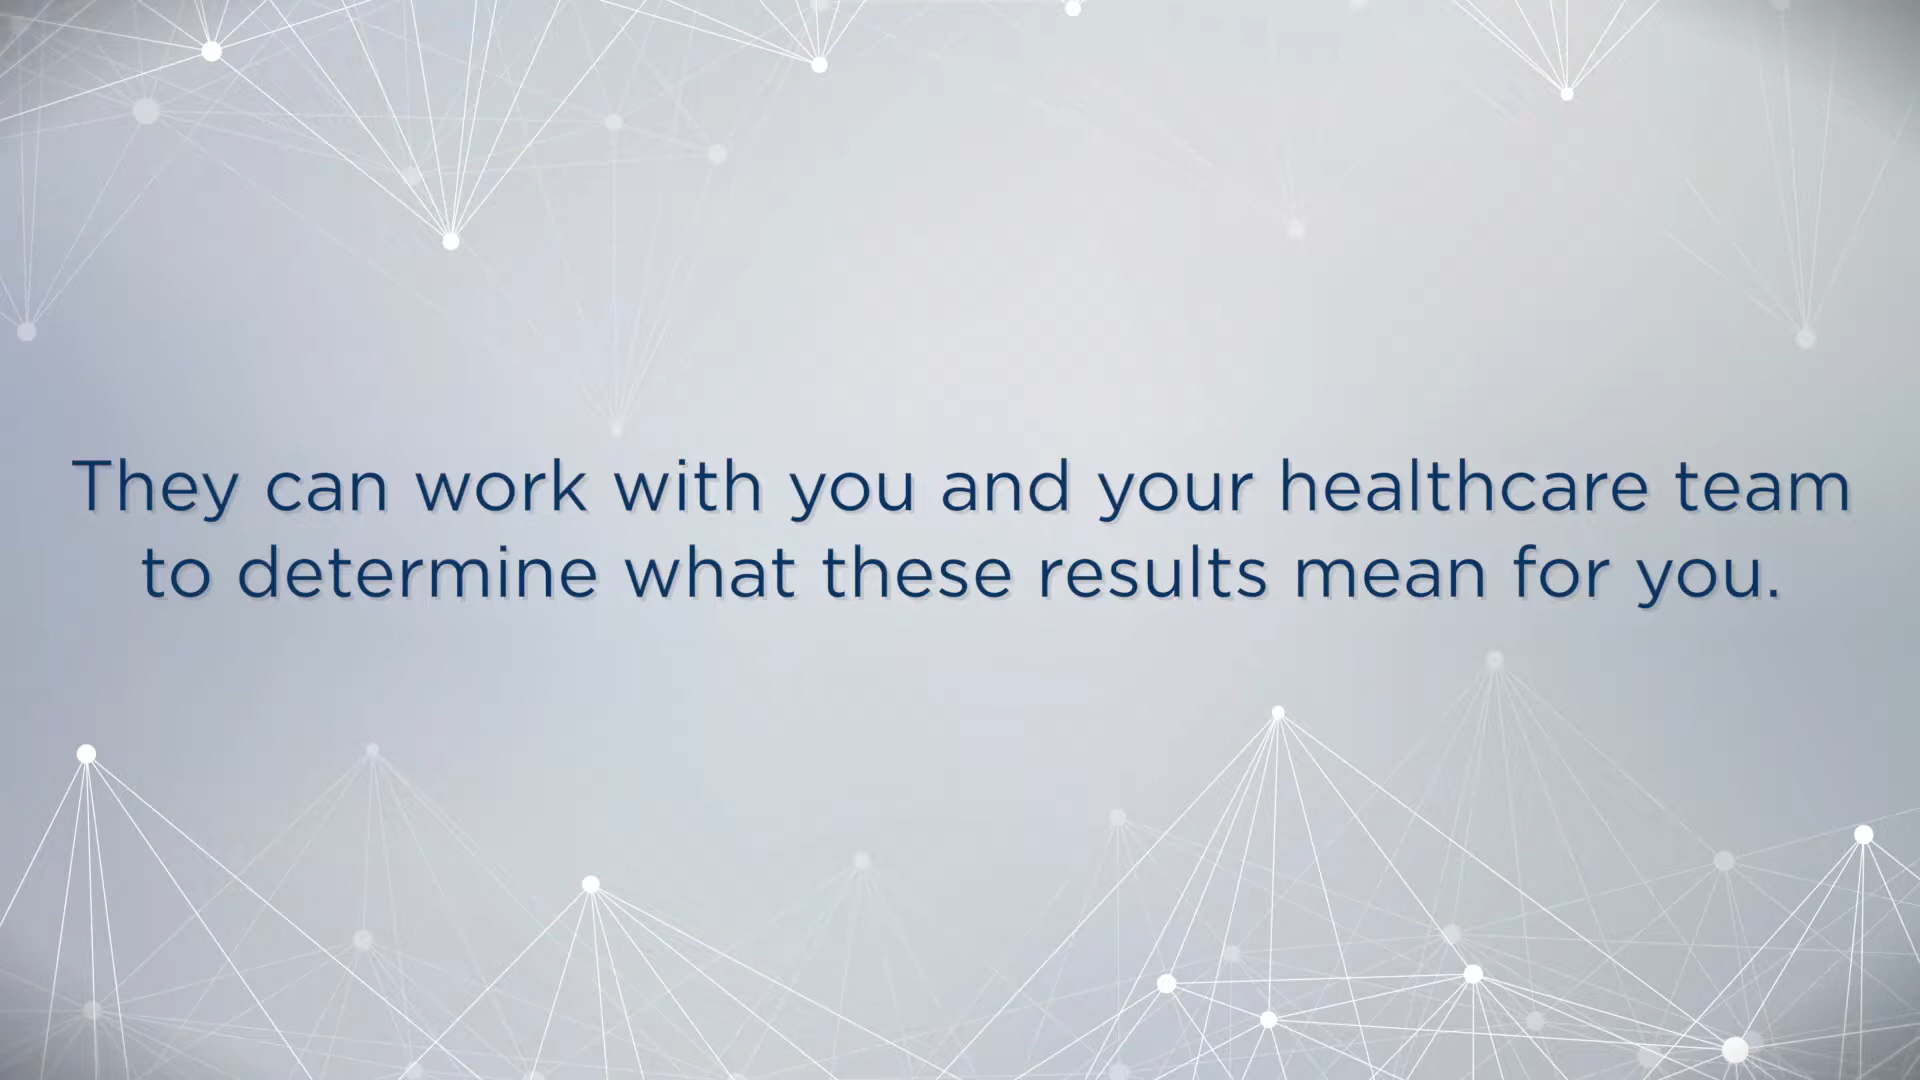 They can work with you and your healthcare team
to determine what these results mean for you.